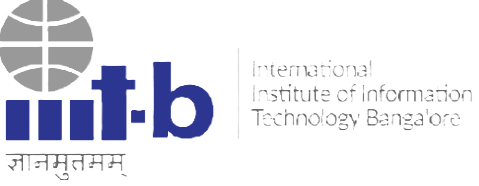 iiit-b
ज्ञानमुतमम्
International
Institute of Information
Technology Bangalore